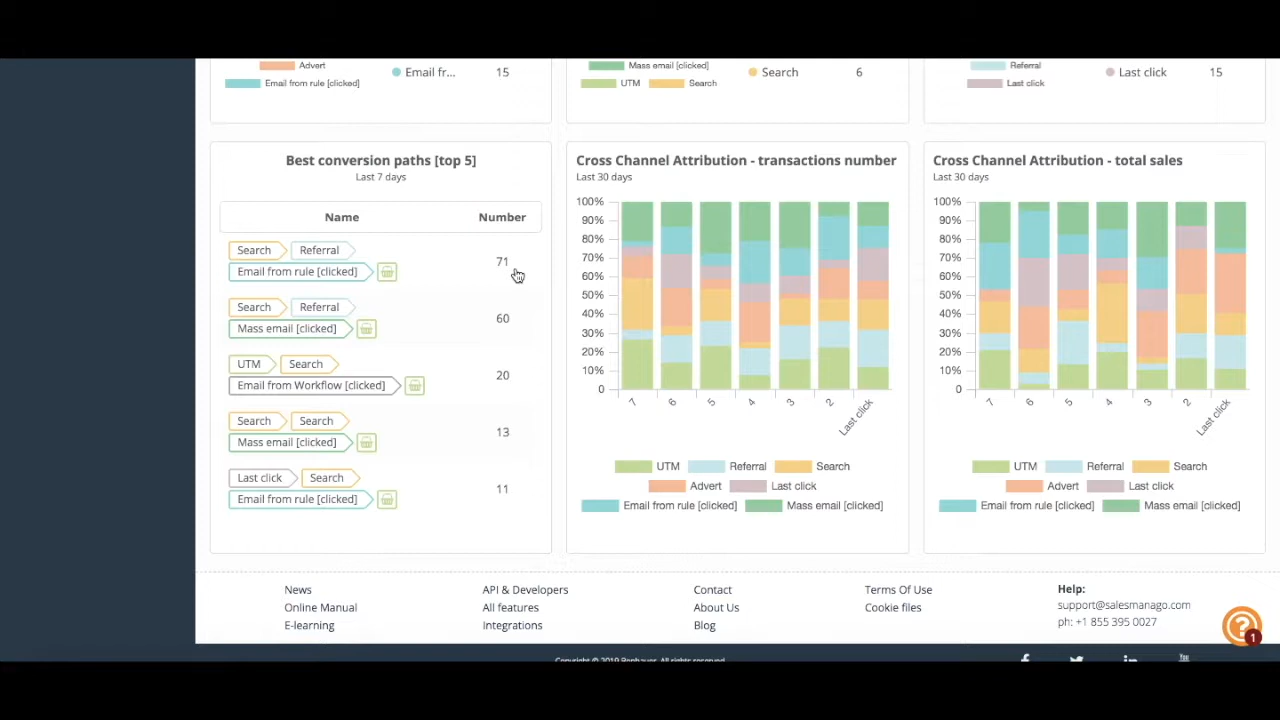 Advert
Email fr... 15
Email from rule [clicked]
Mass email [clicked]
Search 6
UTM Search
Referral
Last click 15
Last click
Best conversion paths [top 5]
Last 7 days
Name Number
Search Referral
Email from rule [clicked]
71
Search Referral
Mass email [clicked]
60
UTM Search
Email from Workflow [clicked]
20
Search Search
Mass email [clicked]
13
Last click Search
Email from rule [clicked]
11
Cross Channel Attribution - transactions number
Last 30 days
100%
90%
80%
70%
60%
50%
40%
30%
20%
10%
0
7 6 5 4 3 2 Last click
UTM Referral Search
Advert Last click
Email from rule [clicked] Mass email [clicked]
Cross Channel Attribution - total sales
Last 30 days
100%
90%
80%
70%
60%
50%
40%
30%
20%
10%
0
7 6 5 4 3 2 Last click
UTM Referral Search
Advert Last click
Email from rule [clicked] Mass email [clicked]
News
Online Manual
E-learning
API & Developers
All features
Integrations
Contact
About Us
Blog
Terms Of Use
Cookie files
Help:
support@salesmanago.com
ph: +1 855 395 0027
1
Copyright © 2019 Benhauer. All rights reserved